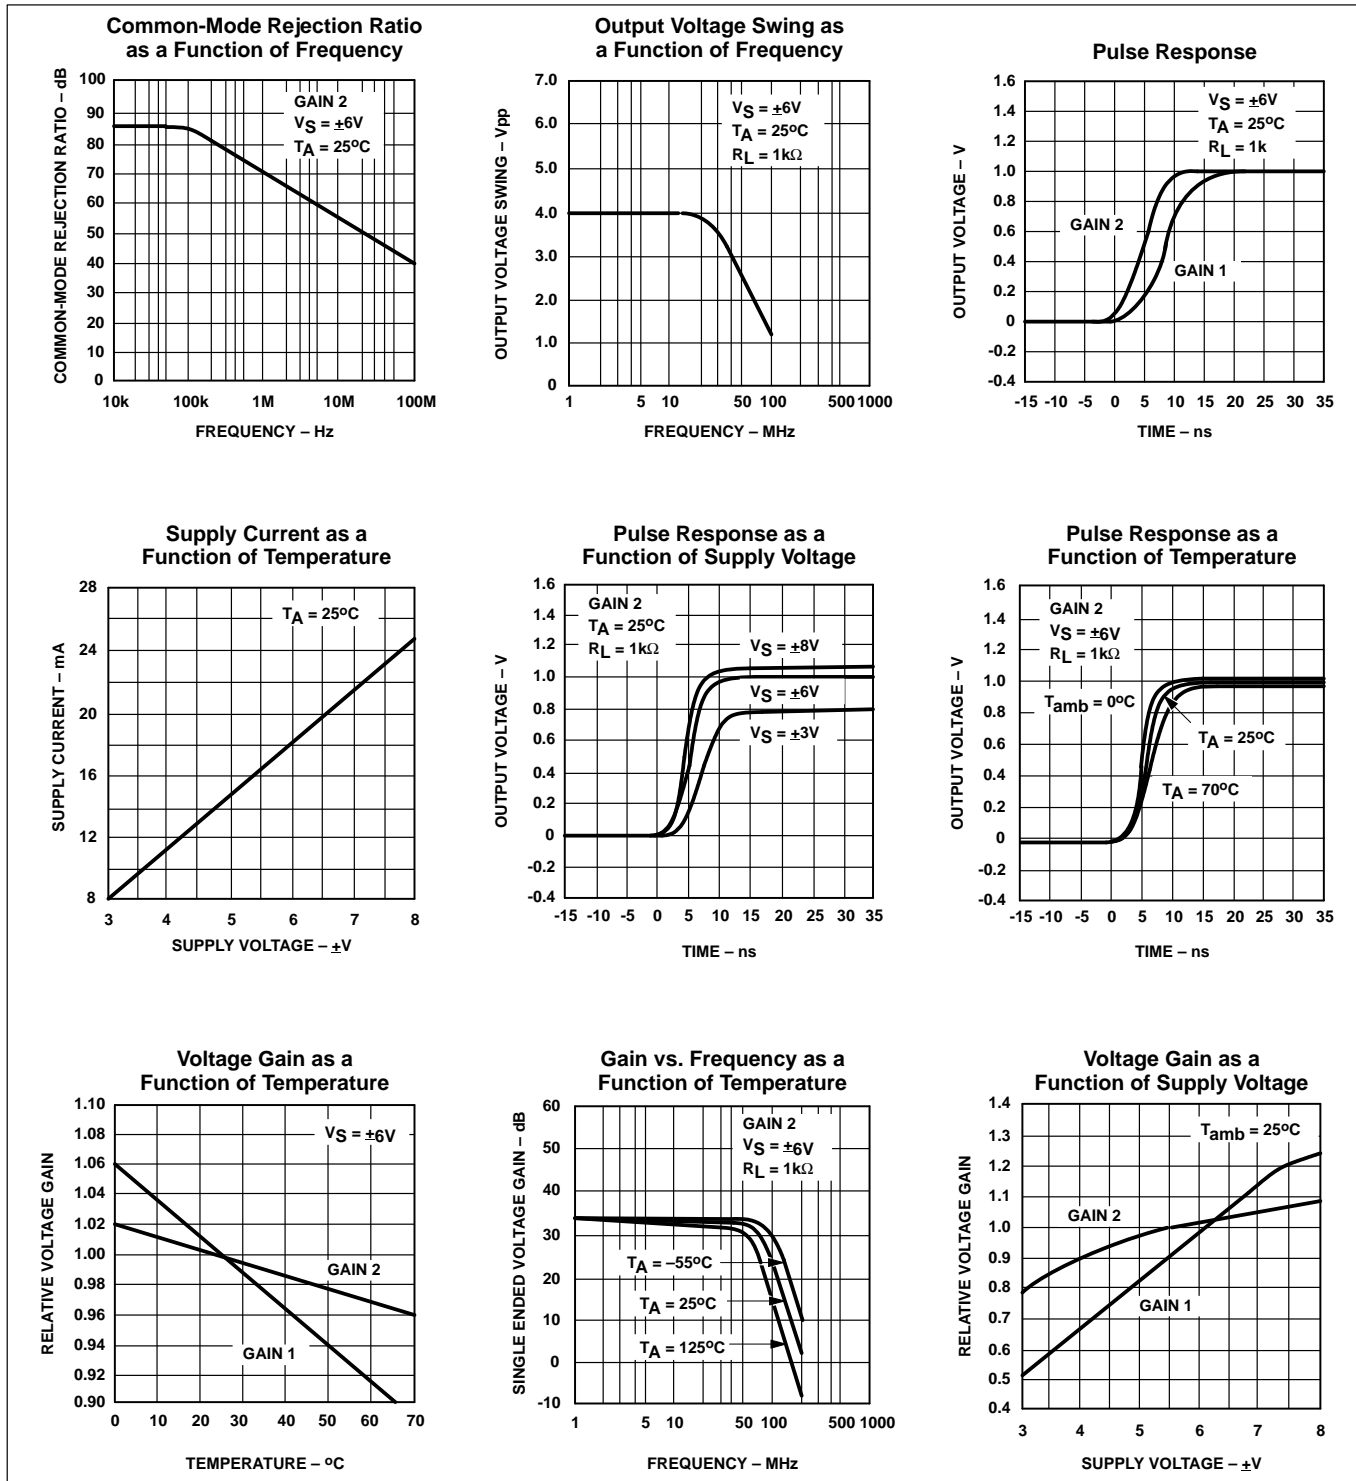 Common-Mode Rejection Ratio
as a Function of Frequency
COMMON-MODE REJECTION RATIO – dB
100
90
80
70
60
50
40
30
20
10
0
GAIN 2
VS = ±6V
TA = 25oC
10k 100k 1M 10M 100M
FREQUENCY – Hz
Output Voltage Swing as
a Function of Frequency
OUTPUT VOLTAGE SWING – Vpp
7.0
6.0
5.0
4.0
3.0
2.0
1.0
0
VS = ±6V
TA = 25oC
RL = 1kΩ
1 5 10 50 100 500 1000
FREQUENCY – MHz
Pulse Response
OUTPUT VOLTAGE – V
1.6
1.4
1.2
1.0
0.8
0.6
0.4
0.2
0
-0.2
-0.4
VS = ±6V
TA = 25oC
RL = 1k
GAIN 2
GAIN 1
-15 -10 -5 0 5 10 15 20 25 30 35
TIME – ns
Supply Current as a
Function of Temperature
SUPPLY CURRENT – mA
28
24
20
16
12
8
TA = 25oC
3 4 5 6 7 8
SUPPLY VOLTAGE – ±V
Pulse Response as a
Function of Supply Voltage
OUTPUT VOLTAGE – V
1.6
1.4
1.2
1.0
0.8
0.6
0.4
0.2
0
-0.2
-0.4
GAIN 2
TA = 25oC
RL = 1kΩ
VS = ±8V
VS = ±6V
VS = ±3V
-15 -10 -5 0 5 10 15 20 25 30 35
TIME – ns
Pulse Response as a
Function of Temperature
OUTPUT VOLTAGE – V
1.6
1.4
1.2
1.0
0.8
0.6
0.4
0.2
0
-0.2
-0.4
GAIN 2
VS = ±6V
RL = 1kΩ
Tamb = 0oC
TA = 25oC
TA = 70oC
-15 -10 -5 0 5 10 15 20 25 30 35
TIME – ns
Voltage Gain as a
Function of Temperature
RELATIVE VOLTAGE GAIN
1.10
1.08
1.06
1.04
1.02
1.00
0.98
0.96
0.94
0.92
0.90
VS = ±6V
GAIN 2
GAIN 1
0 10 20 30 40 50 60 70
TEMPERATURE – oC
Gain vs. Frequency as a
Function of Temperature
SINGLE ENDED VOLTAGE GAIN – dB
60
50
40
30
20
10
0
-10
GAIN 2
VS = ±6V
RL = 1kΩ
TA = –55oC
TA = 25oC
TA = 125oC
1 5 10 50 100 500 1000
FREQUENCY – MHz
Voltage Gain as a
Function of Supply Voltage
RELATIVE VOLTAGE GAIN
1.4
1.3
1.2
1.1
1.0
0.9
0.8
0.7
0.6
0.5
0.4
Tamb = 25oC
GAIN 2
GAIN 1
3 4 5 6 7 8
SUPPLY VOLTAGE – ±V